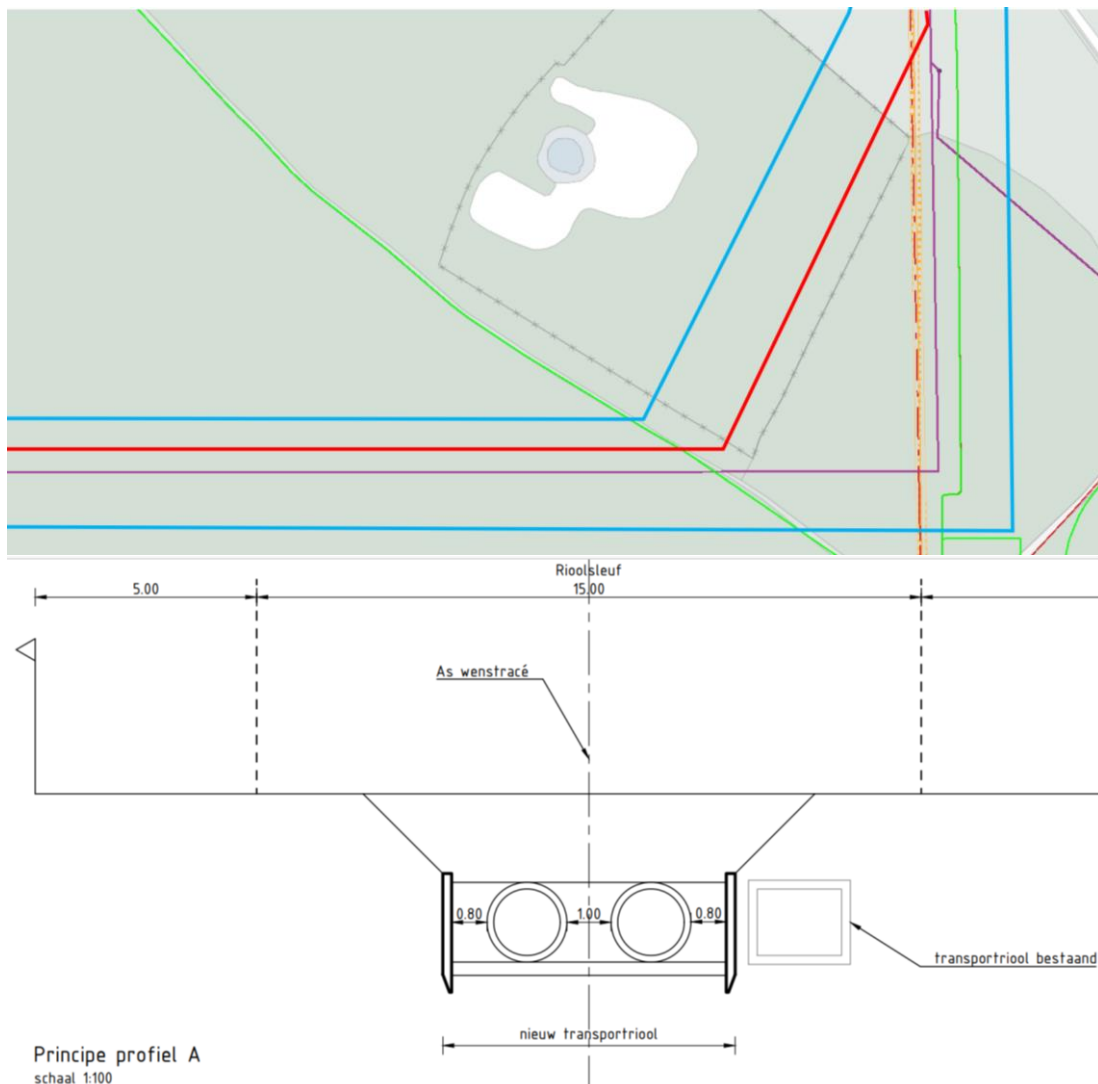 Rioolsleuf
5.00
15.00
As wenstracé
0.80
1.00
0.80
transportriool bestaand
nieuw transportriool
Principe profiel A
schaal 1:100